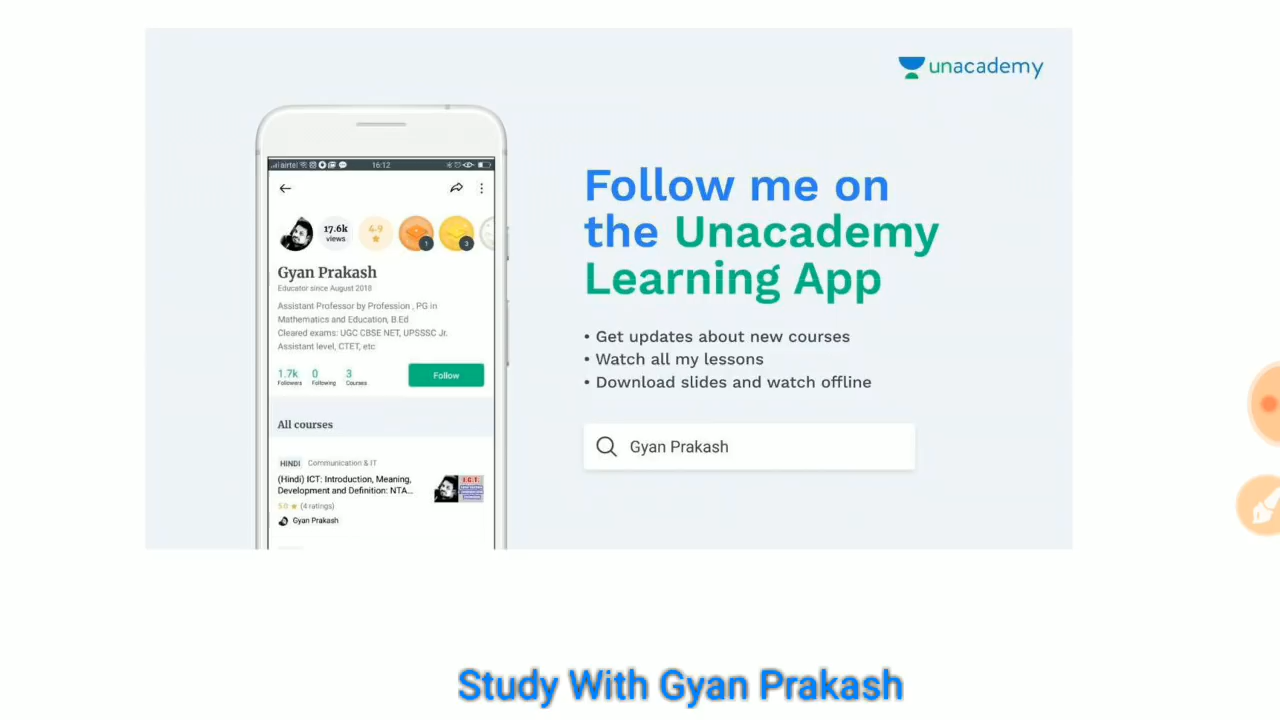 unacademy
airtel 16:12
17.6k
views
4.9
1
3
Gyan Prakash
Educator since August 2018
Assistant Professor by Profession , PG in
Mathematics and Education, B.Ed
Cleared exams: UGC CBSE NET, UPSSSC Jr.
Assistant level, CTET, etc
1.7k 0 3
Followers Following Courses
Follow
All courses
HINDI Communication & IT
(Hindi) ICT: Introduction, Meaning,
Development and Definition: NTA...
5.0 ★ (4 ratings)
Gyan Prakash
I.C.T.
Follow me on
the Unacademy
Learning App
• Get updates about new courses
• Watch all my lessons
• Download slides and watch offline
Gyan Prakash
Study With Gyan Prakash